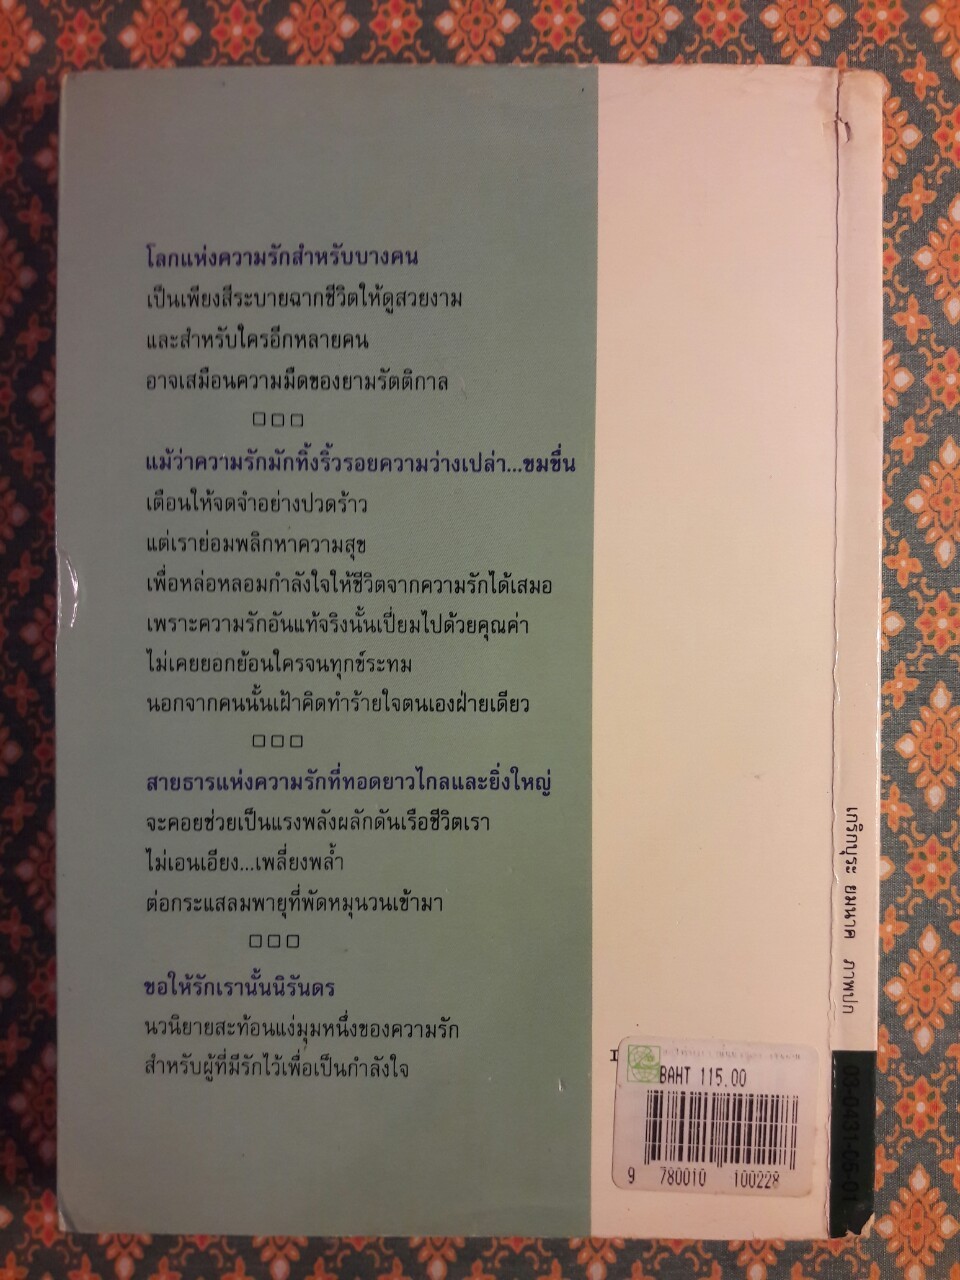 โลกแห่งความรักสำหรับบางคน
เป็นเพียงสีระบายฉากชีวิตให้ดูสวยงาม
และสำหรับใครอีกหลายคน
อาจเสมือนความมืดของยามรัตติกาล
□□□
แม้ว่าความรักมักทิ้งริ้วรอยความว่างเปล่า...ขมขื่น
เตือนให้จดจำอย่างปวดร้าว
แต่เราย่อมพลิกหาความสุข
เพื่อหล่อหลอมกำลังใจให้ชีวิตจากความรักได้เสมอ
เพราะความรักอันแท้จริงนั้นเปี่ยมไปด้วยคุณค่า
ไม่เคยยอกย้อนใครจนทุกข์ระทม
นอกจากคนนั้นเฝ้าคิดทำร้ายใจตนเองฝ่ายเดียว
□□□
สายธารแห่งความรักที่ทอดยาวไกลและยิ่งใหญ่
จะคอยช่วยเป็นแรงพลังผลักดันเรือชีวิตเรา
ไม่เอนเอียง...เพลี่ยงพล้ำ
ต่อกระแสลมพายุที่พัดหมุนวนเข้ามา
□□□
ขอให้รักเรานั้นนิรันดร
นวนิยายสะท้อนแง่มุมหนึ่งของความรัก
สำหรับผู้ที่มีรักไว้เพื่อเป็นกำลังใจ
เกริกบุระ ยมนาค ภาพปก
03-0431-05-01
BAHT 115.00
9 780010 100228